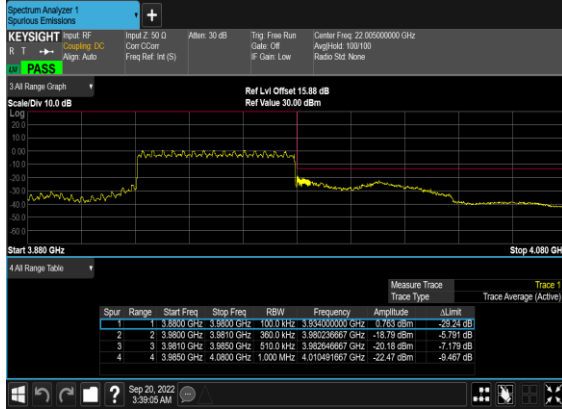 Spectrum Analyzer 1
Spurious Emissions
KEYSIGHT Input: RF Input Z: 50 Ω Atten: 30 dB Trig: Free Run Center Freq: 22.005000000 GHz
R T Coupling: DC Corr CCorr Gate: Off Avg|Hold: 100/100
Align: Auto Freq Ref: Int (S) IF Gain: Low Radio Std: None
PASS
3 All Range Graph
Ref Lvl Offset 15.88 dB
Scale/Div 10.0 dB Ref Value 30.00 dBm
Log
20.0
10.0
0.00
-10.0
-20.0
-30.0
-40.0
-50.0
-60.0
Start 3.880 GHz Stop 4.080 GH
4 All Range Table
Measure Trace Trace 1
Trace Type Trace Average (Active)
Spur Range Start Freq Stop Freq RBW Frequency Amplitude ΔLimit
1 1 3.8800 GHz 3.9800 GHz 100.0 kHz 3.934000000 GHz 0.763 dBm -29.24 dB
2 2 3.9800 GHz 3.9810 GHz 360.0 kHz 3.980236667 GHz -18.79 dBm -5.791 dB
3 3 3.9810 GHz 3.9850 GHz 510.0 kHz 3.982646667 GHz -20.18 dBm -7.179 dB
4 4 3.9850 GHz 4.0800 GHz 1.000 MHz 4.010491667 GHz -22.47 dBm -9.467 dB
Sep 20, 2022
3:39:05 AM